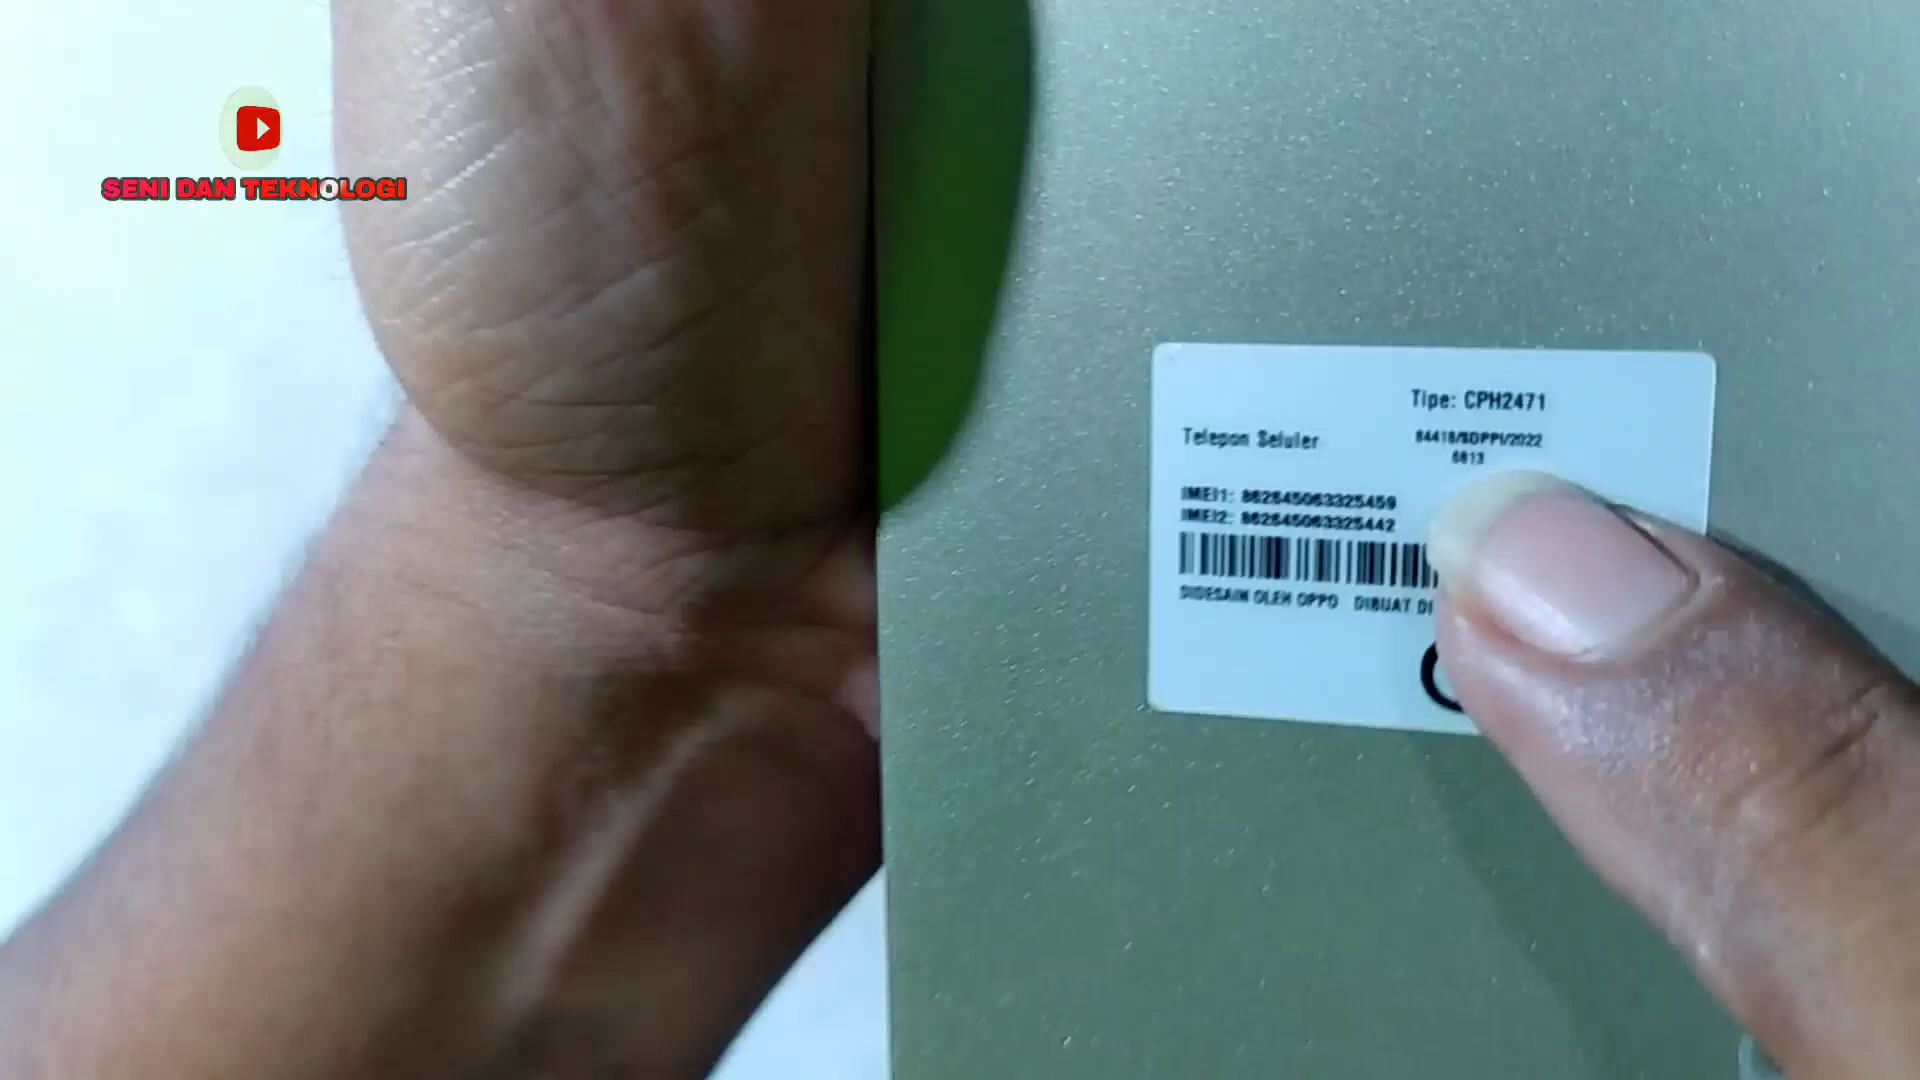 SENI DAN TEKNOLOGI
Tipe: CPH2471
Telepon Seluler
84418/SDPPI/2022
6613
IMEI1: 862645063325459
IMEI2: 862645063325442
DIDESAIN OLEH OPPO DIBUAT DI